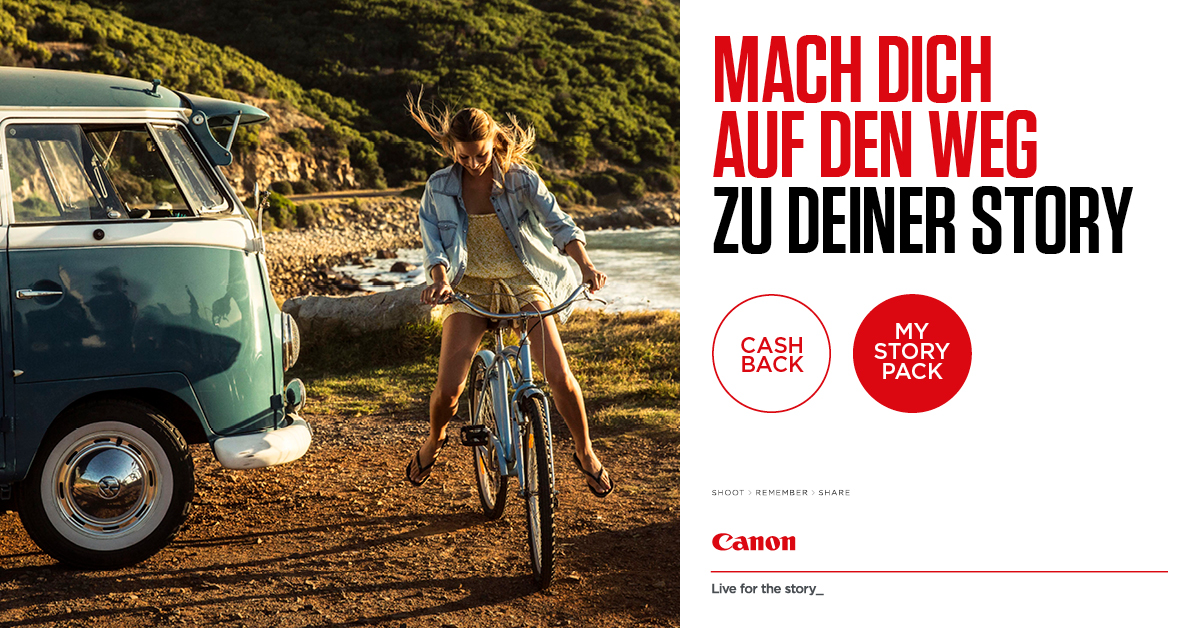 MACH DICH
AUF DEN WEG
ZU DEINER STORY
CASH
BACK
MY
STORY
PACK
SHOOT > REMEMBER > SHARE
Canon
Live for the story_